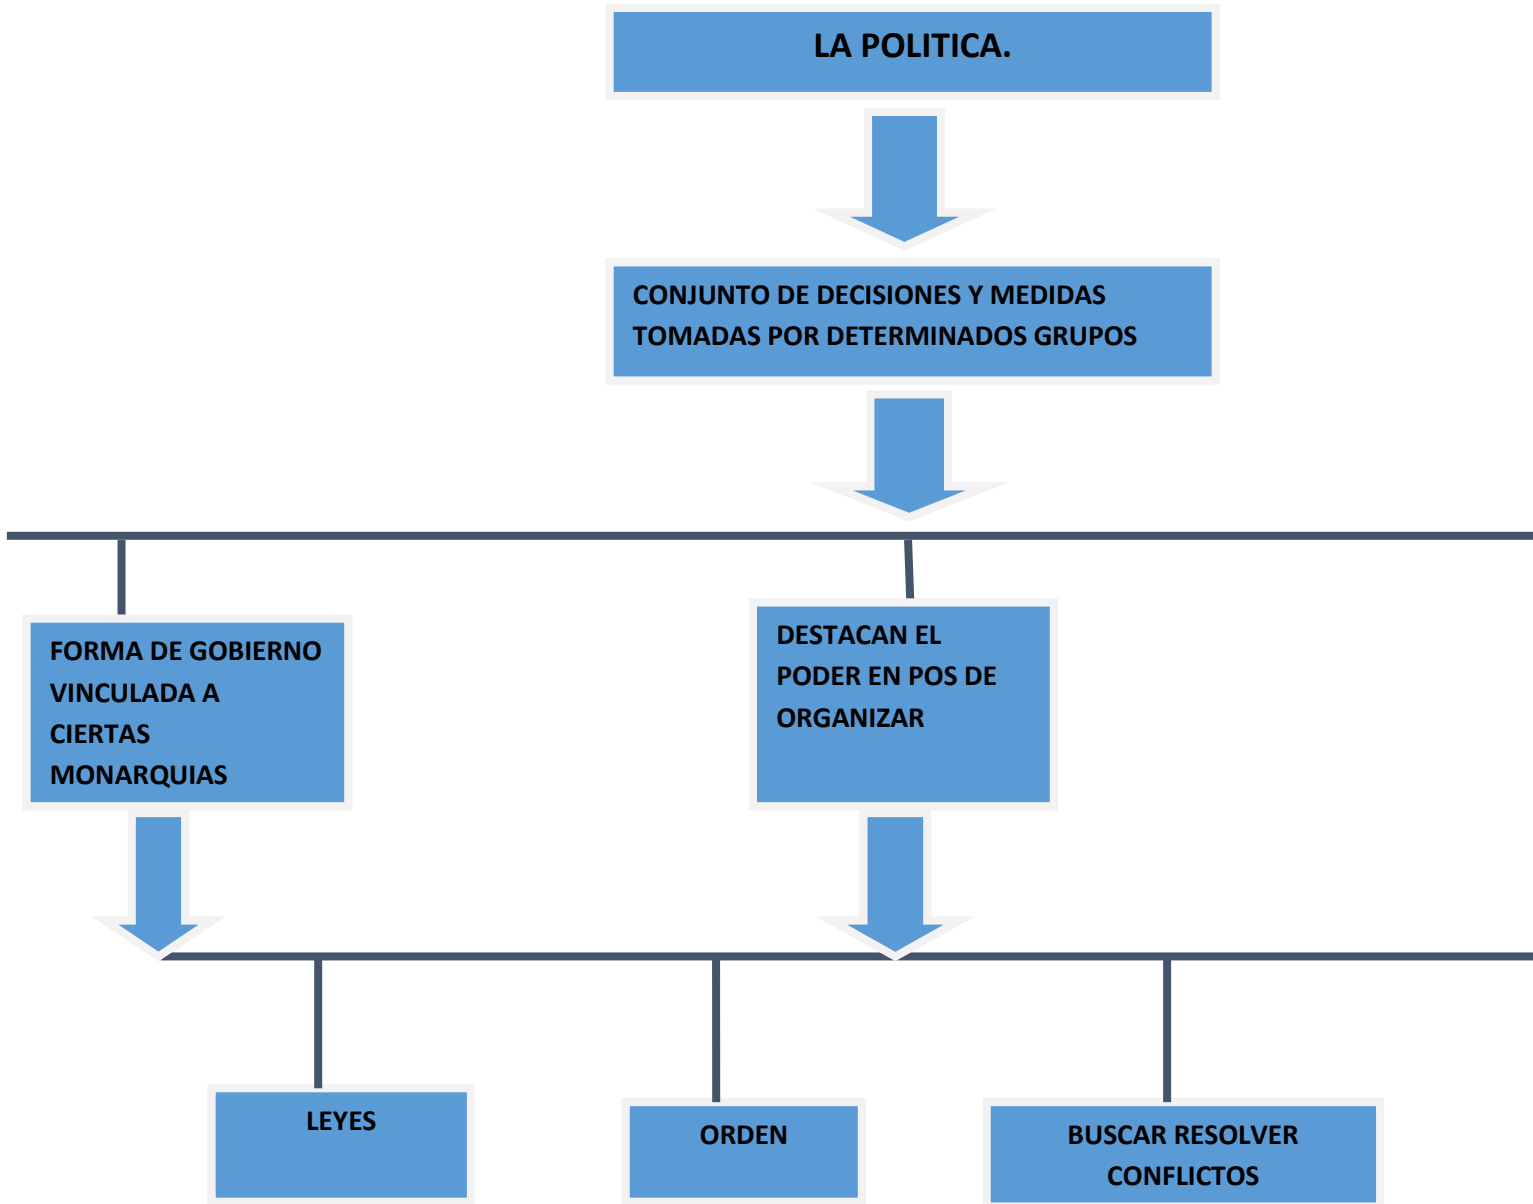 LA POLITICA.
CONJUNTO DE DECISIONES Y MEDIDAS
TOMADAS POR DETERMINADOS GRUPOS
FORMA DE GOBIERNO
VINCULADA A
CIERTAS
MONARQUIAS
DESTACAN EL
PODER EN POS DE
ORGANIZAR
LEYES
ORDEN
BUSCAR RESOLVER
CONFLICTOS